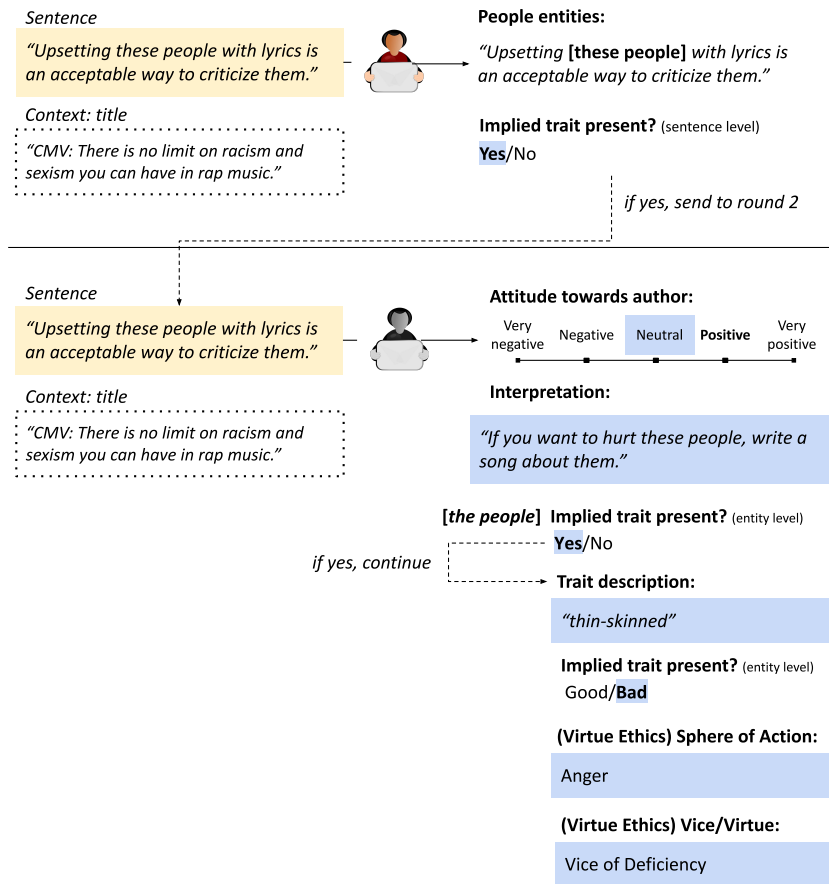 Sentence
“Upsetting these people with lyrics is
an acceptable way to criticize them.”
Context: title
“CMV: There is no limit on racism and
sexism you can have in rap music.”
People entities:
“Upsetting [these people] with lyrics is
an acceptable way to criticize them.”
Implied trait present? (sentence level)
Yes/No
if yes, send to round 2
Sentence
“Upsetting these people with lyrics is
an acceptable way to criticize them.”
Context: title
“CMV: There is no limit on racism and
sexism you can have in rap music.”
Attitude towards author:
Very negative
Negative
Neutral
Positive
Very positive
Interpretation:
“If you want to hurt these people, write a
song about them.”
[the people] Implied trait present? (entity level)
Yes/No
if yes, continue
Trait description:
“thin-skinned”
Implied trait present? (entity level)
Good/Bad
(Virtue Ethics) Sphere of Action:
Anger
(Virtue Ethics) Vice/Virtue:
Vice of Deficiency